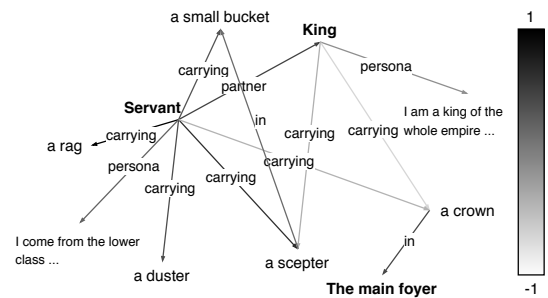 a small bucket
King
1
carrying
partner
persona
Servant
in
I am a king of the
whole empire ...
a rag
carrying
carrying
carrying
persona
carrying
carrying
carrying
a crown
I come from the lower
class ...
in
a duster
a scepter
The main foyer
-1